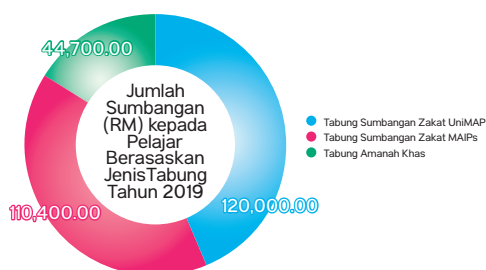 44,700.00
Jumlah
Sumbangan
(RM) kepada
Pelajar
Berasaskan
JenisTabung
Tahun 2019
110,400.00
120,000.00
Tabung Sumbangan Zakat UniMAP
Tabung Sumbangan Zakat MAIPs
Tabung Amanah Khas